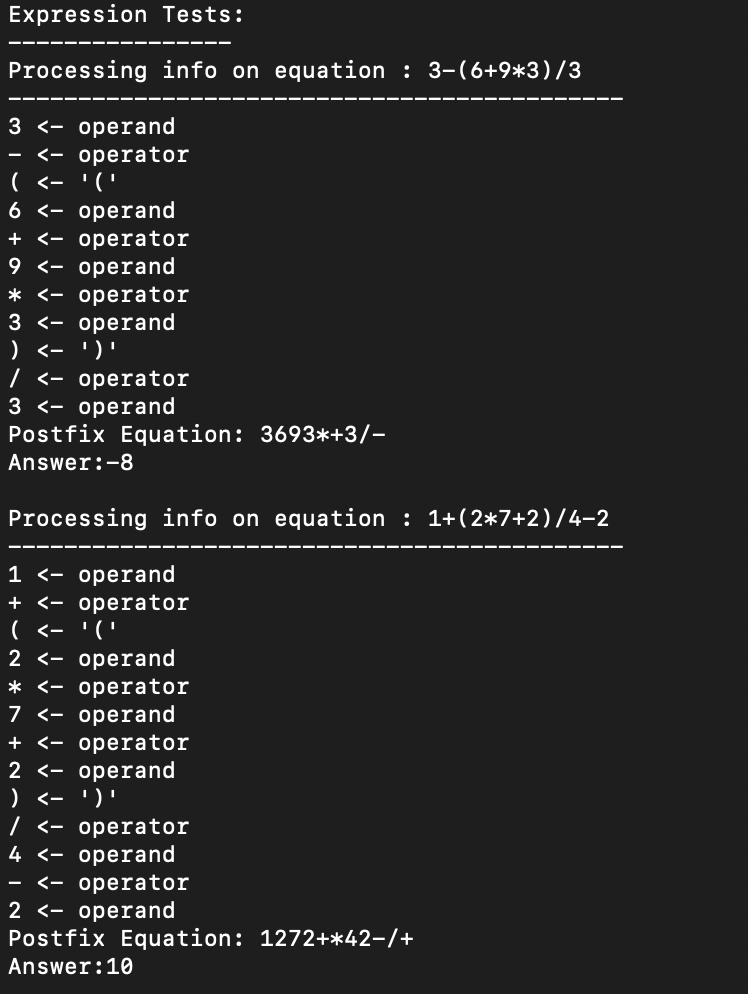 Expression Tests:
----------------
Processing info on equation : 3-(6+9*3)/3
--------------------------------------------
3 <- operand
- <- operator
( <- '('
6 <- operand
+ <- operator
9 <- operand
* <- operator
3 <- operand
) <- ')'
/ <- operator
3 <- operand
Postfix Equation: 3693*+3/-
Answer:-8

Processing info on equation : 1+(2*7+2)/4-2
--------------------------------------------
1 <- operand
+ <- operator
( <- '('
2 <- operand
* <- operator
7 <- operand
+ <- operator
2 <- operand
) <- ')'
/ <- operator
4 <- operand
- <- operator
2 <- operand
Postfix Equation: 1272+*42-/+
Answer:10